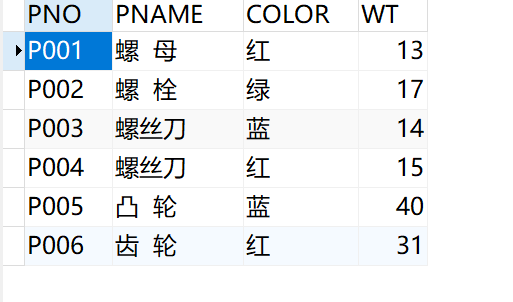 PNO PNAME COLOR WT
P001 螺 母 红 13
P002 螺 栓 绿 17
P003 螺丝刀 蓝 14
P004 螺丝刀 红 15
P005 凸 轮 蓝 40
P006 齿 轮 红 31